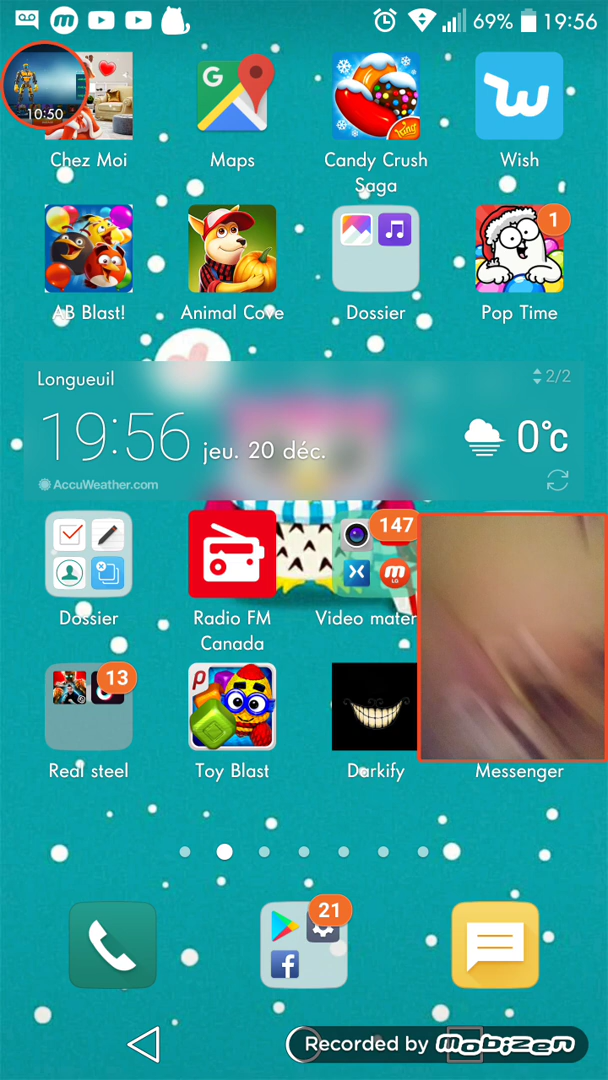 69% 19:56
10:50
Chez Moi
G
Maps
King
Candy Crush
Saga
Wish
AB Blast!
Animal Cove
Dossier
1
Pop Time
Longueuil
2/2
19:56 jeu. 20 déc.
0°c
AccuWeather.com
Dossier
Radio FM
Canada
147
LG
Video mater
13
Real steel
Toy Blast
Darkify
Messenger
21
Recorded by Mobizen